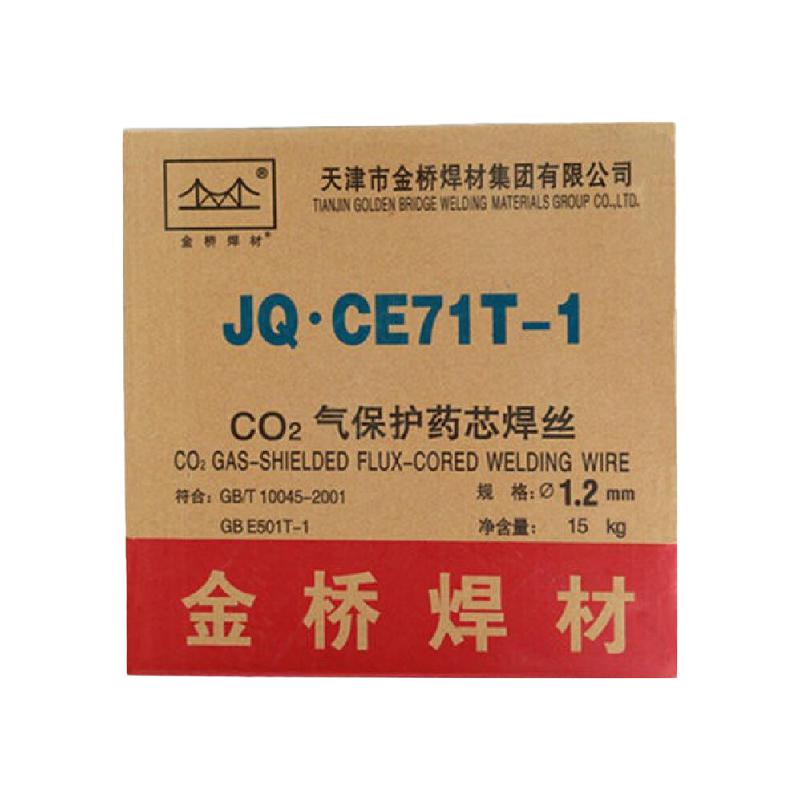 ®
金桥焊材®
天津市金桥焊材集团有限公司
TIANJIN GOLDEN BRIDGE WELDING MATERIALS GROUP CO.,LTD.
JQ·CE71T-1
CO₂ 气保护药芯焊丝
CO₂ GAS-SHIELDED FLUX-CORED WELDING WIRE
符合: GB/T 10045-2001
GB E501T-1
规 格: ∅ 1.2 mm
净含量: 15 kg
金桥焊材